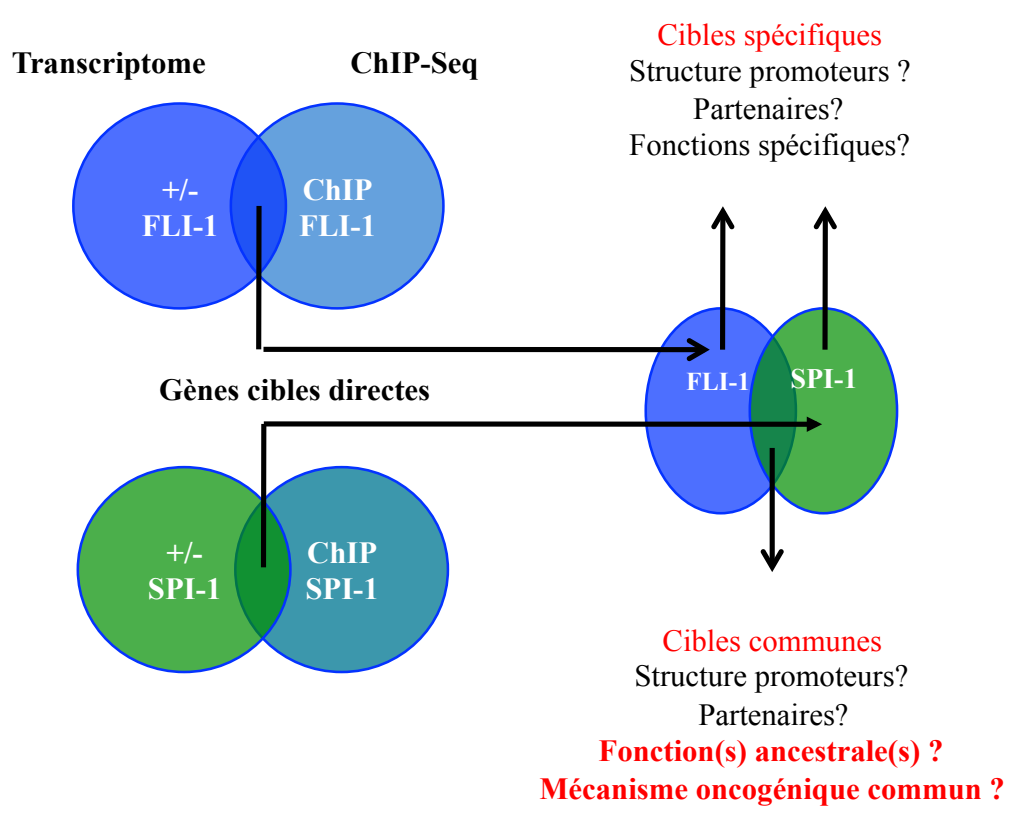 Transcriptome
ChIP-Seq
+/-
FLI-1
ChIP
FLI-1
Gènes cibles directes
+/-
SPI-1
ChIP
SPI-1
Cibles spécifiques
Structure promoteurs ?
Partenaires?
Fonctions spécifiques?
FLI-1
SPI-1
Cibles communes
Structure promoteurs?
Partenaires?
Fonction(s) ancestrale(s) ?
Mécanisme oncogénique commun ?